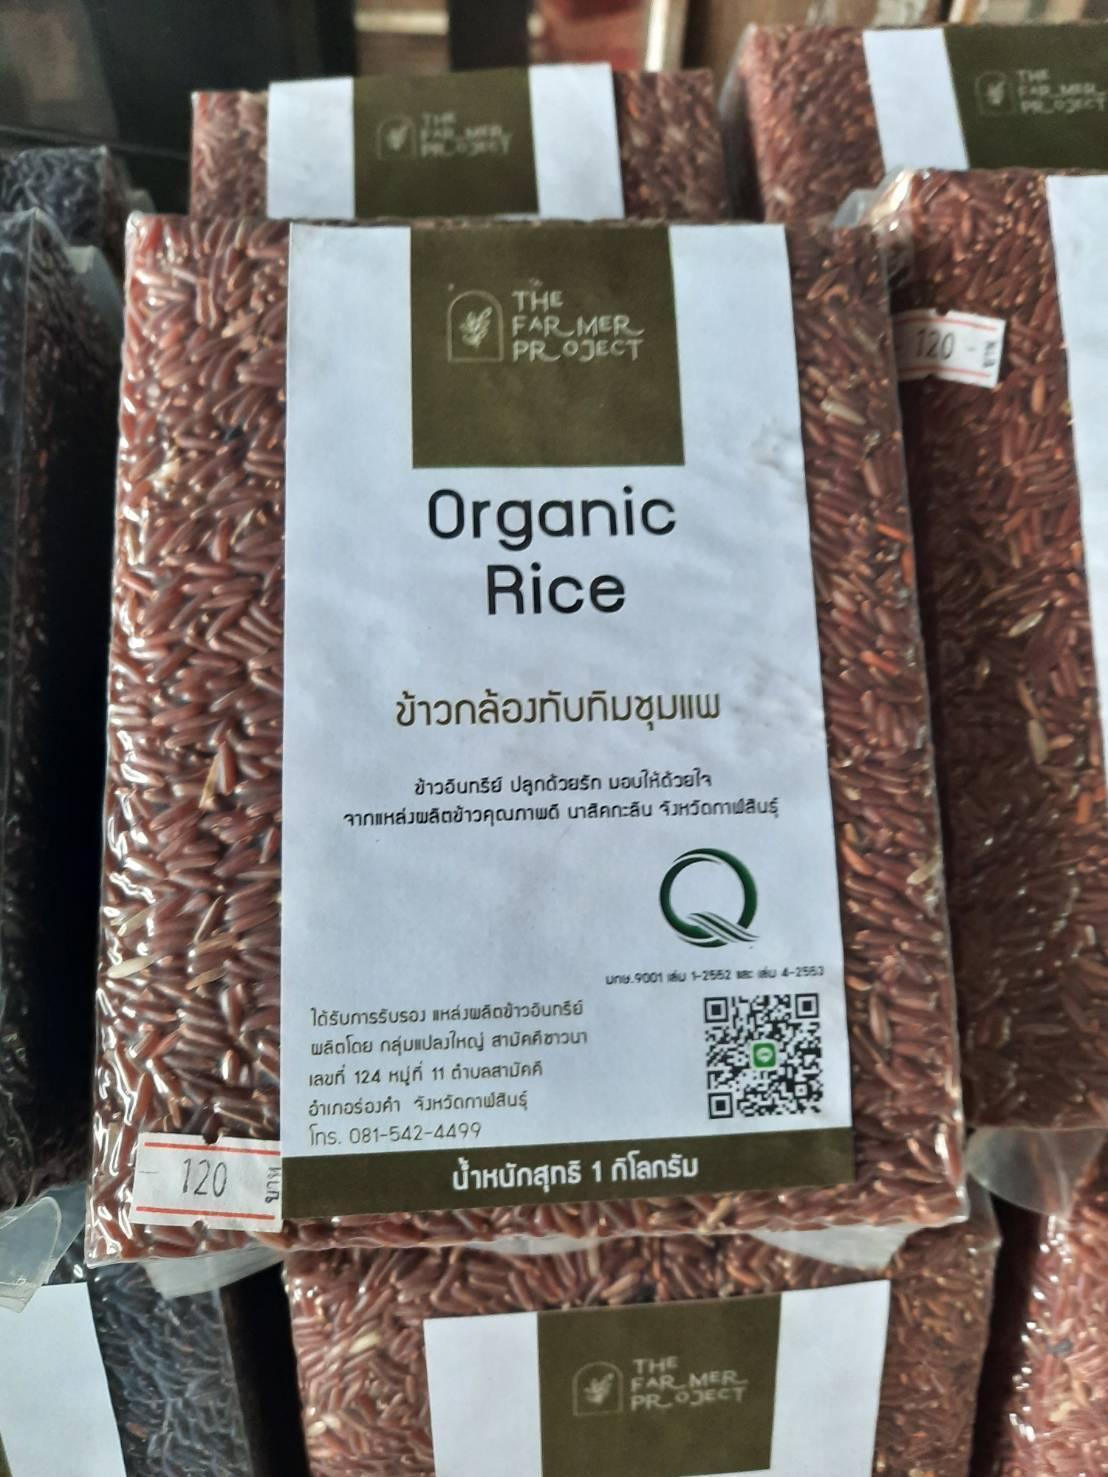 THE
FARMER
PROJECT
THE
FARMER
PROJECT
THE
FARMER
PROJECT
Organic
Rice
ข้าวกล้องทับทิมชุมแพ
ข้าวอินทรีย์ ปลูกด้วยรัก มอบให้ด้วยใจ
จากแหล่งผลิตข้าวคุณภาพดี นาสิคกะลิน จังหวัดกาฬสินธุ์
Q
มกษ.9001 เล่ม 1-2552 และ เล่ม 4-2553
ได้รับการรับรอง แหล่งผลิตข้าวอินทรีย์
ผลิตโดย กลุ่มแปลงใหญ่ สามัคคีชาวนา
เลขที่ 124 หมู่ที่ 11 ตำบลสามัคคี
อำเภอร่องคำ จังหวัดกาฬสินธุ์
โทร. 081-542-4499
น้ำหนักสุทธิ 1 กิโลกรัม
120 บาท
120 -
THE
FARMER
PROJECT